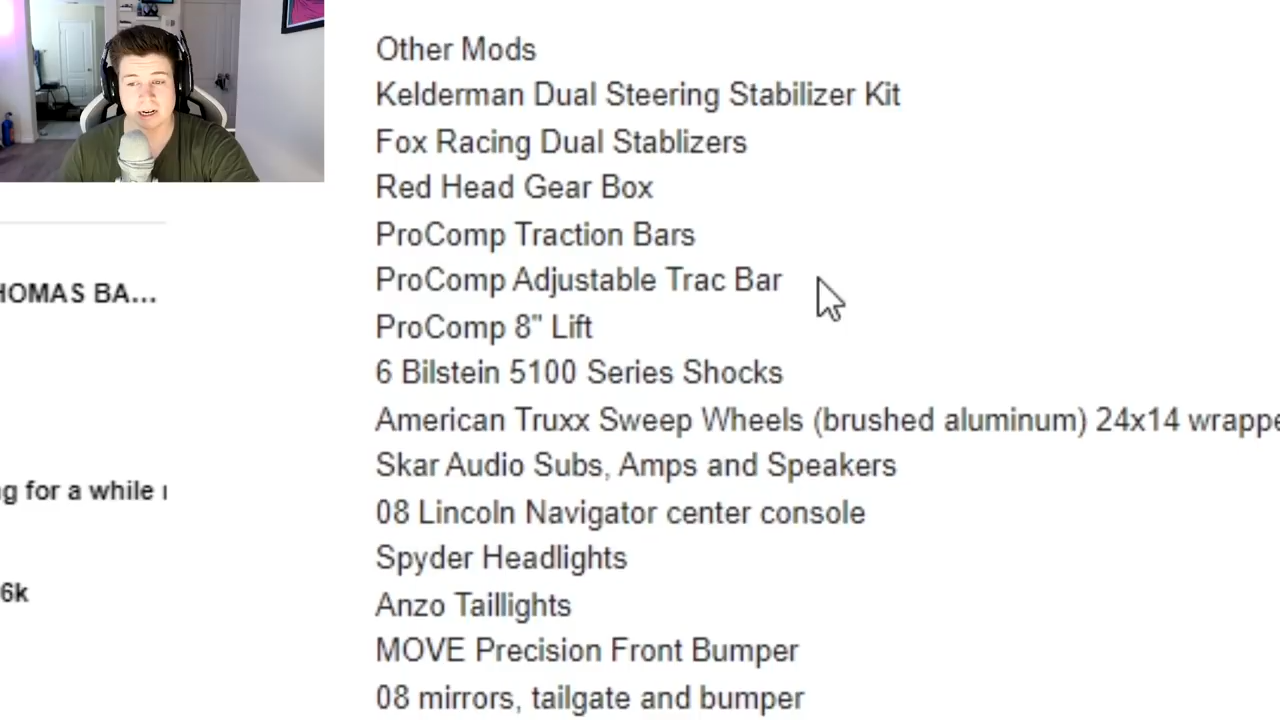 Other Mods
Kelderman Dual Steering Stabilizer Kit
Fox Racing Dual Stablizers
Red Head Gear Box
ProComp Traction Bars
HOMAS BA...
ProComp Adjustable Trac Bar
ProComp 8" Lift
6 Bilstein 5100 Series Shocks
American Truxx Sweep Wheels (brushed aluminum) 24x14
Skar Audio Subs, Amps and Speakers
for a while
08 Lincoln Navigator center console
Spyder Headlights
6k
Anzo Taillights
MOVE Precision Front Bumper
08 mirrors, tailgate and bumper